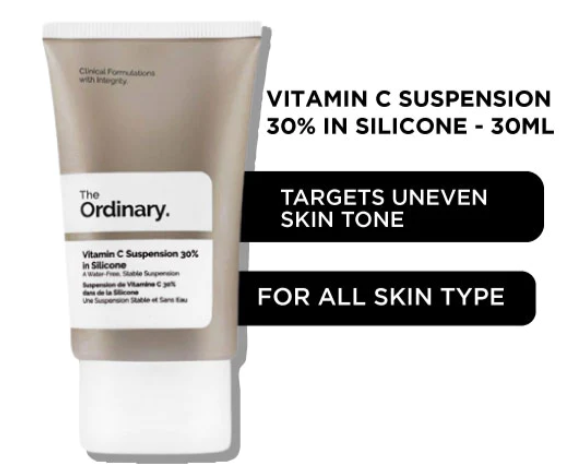 Clinical Formulations
with Integrity.
The
Ordinary.
Vitamin C Suspension 30%
in Silicone
A Water-Free, Stable Suspension
Suspension de Vitamine C 30%
dans de la Silicone
Une Suspension Stable et Sans Eau
VITAMIN C SUSPENSION
30% IN SILICONE - 30ML
TARGETS UNEVEN
SKIN TONE
FOR ALL SKIN TYPE